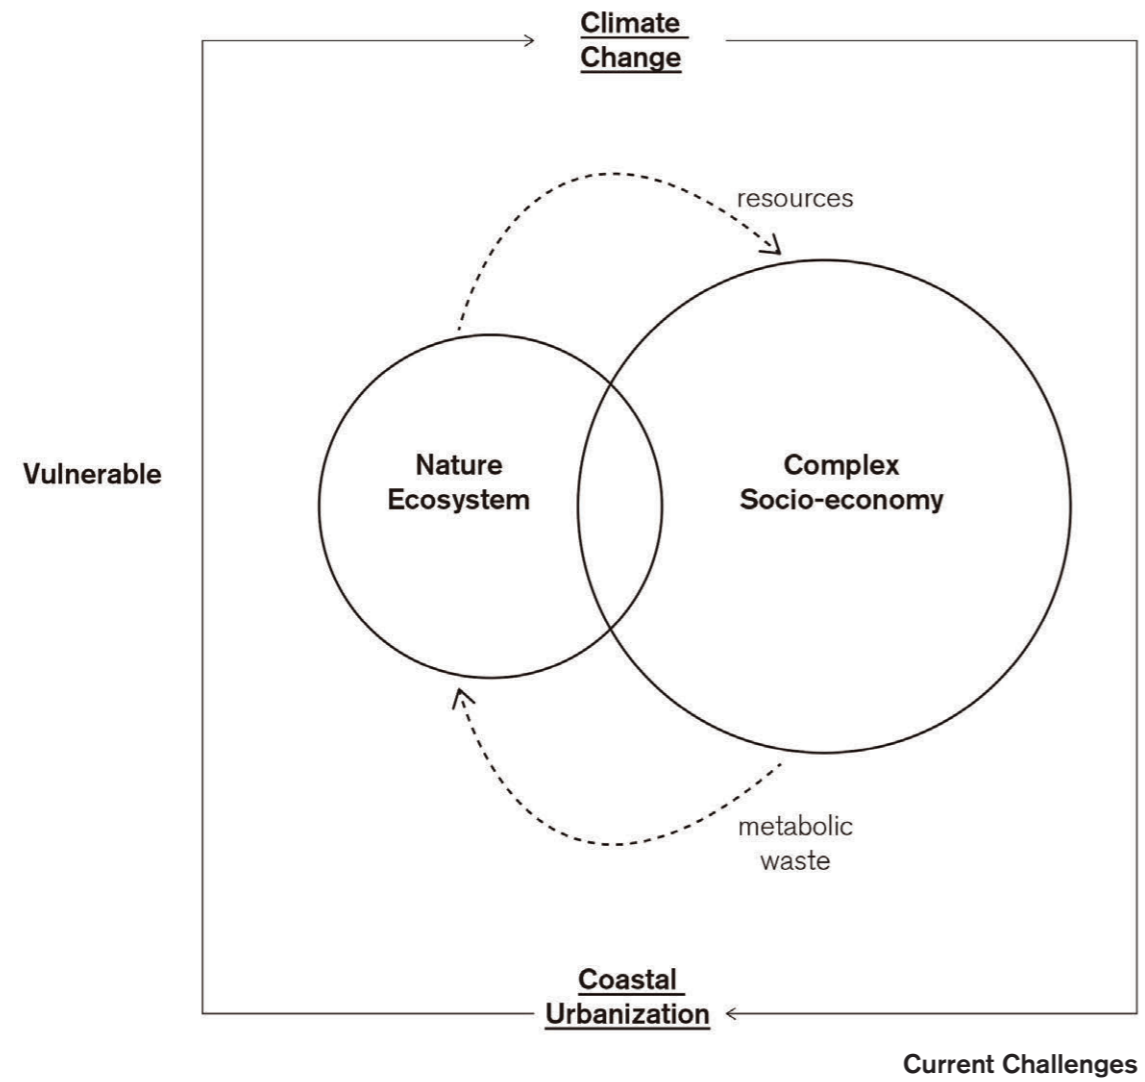 Climate
Change
resources
Nature
Ecosystem
Complex
Socio-economy
Vulnerable
metabolic
waste
Coastal
Urbanization
Current Challenges